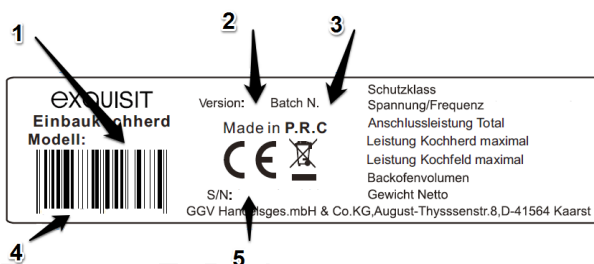 1
2
3
exquisit
Einbaukochherd
Modell:
Version:
Batch N.
Made in P.R.C
CE
S/N:
Schutzklass
Spannung/Frequenz
Anschlussleistung Total
Leistung Kochherd maximal
Leistung Kochfeld maximal
Backofenvolumen
Gewicht Netto
GGV Handelsges.mbH & Co.KG,August-Thysssenstr.8,D-41564 Kaarst
4
5